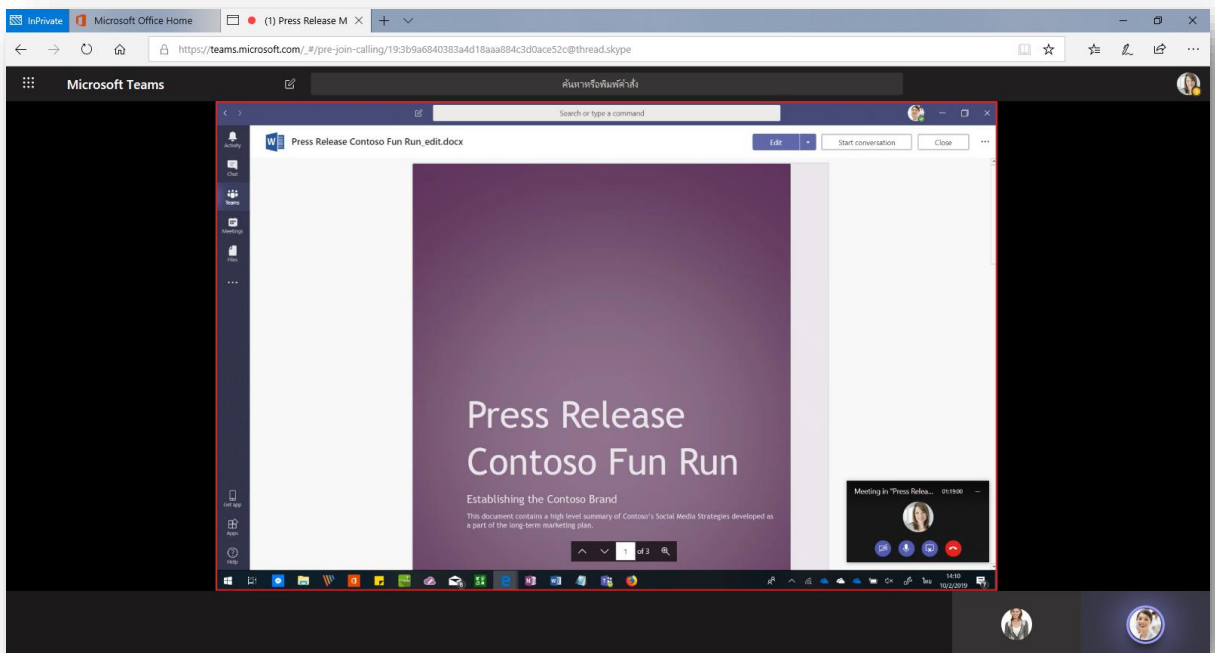 InPrivate
Microsoft Office Home
(1) Press Release M
https://teams.microsoft.com/_#/pre-join-calling/19:3b9a6840383a4d18aaa884c3d0ace52c@thread.skype
Microsoft Teams
ค้นหาหรือพิมพ์คำสั่ง
Search or type a command
Activity
Press Release Contoso Fun Run_edit.docx
Edit
Start conversation
Close
Chat
Teams
Meetings
Files
Press Release
Contoso Fun Run
Establishing the Contoso Brand
This document contains a high level summary of Contoso's Social Media Strategies developed as
a part of the long-term marketing plan.
Meeting in "Press Relea... 01:19:00
Get app
Apps
Help
1 of 3
ไทย
14:10
10/2/2019